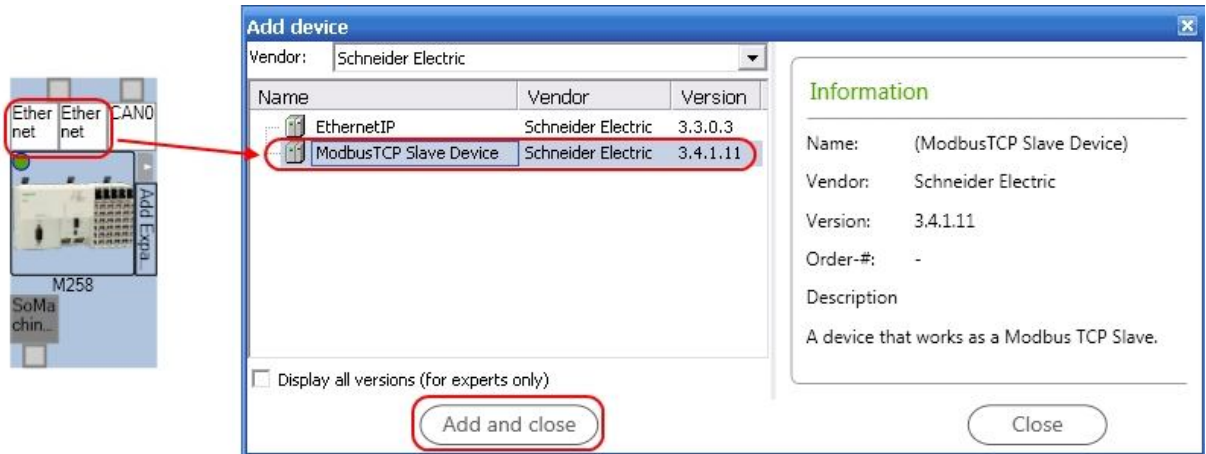 Ether
net
Ether
net
CAN0
Add Expa...
M258
SoMa
chin...
Add device
Vendor: Schneider Electric
Name Vendor Version
EthernetIP Schneider Electric 3.3.0.3
ModbusTCP Slave Device Schneider Electric 3.4.1.11
Display all versions (for experts only)
Add and close
Information
Name: (ModbusTCP Slave Device)
Vendor: Schneider Electric
Version: 3.4.1.11
Order-#: -
Description
A device that works as a Modbus TCP Slave.
Close